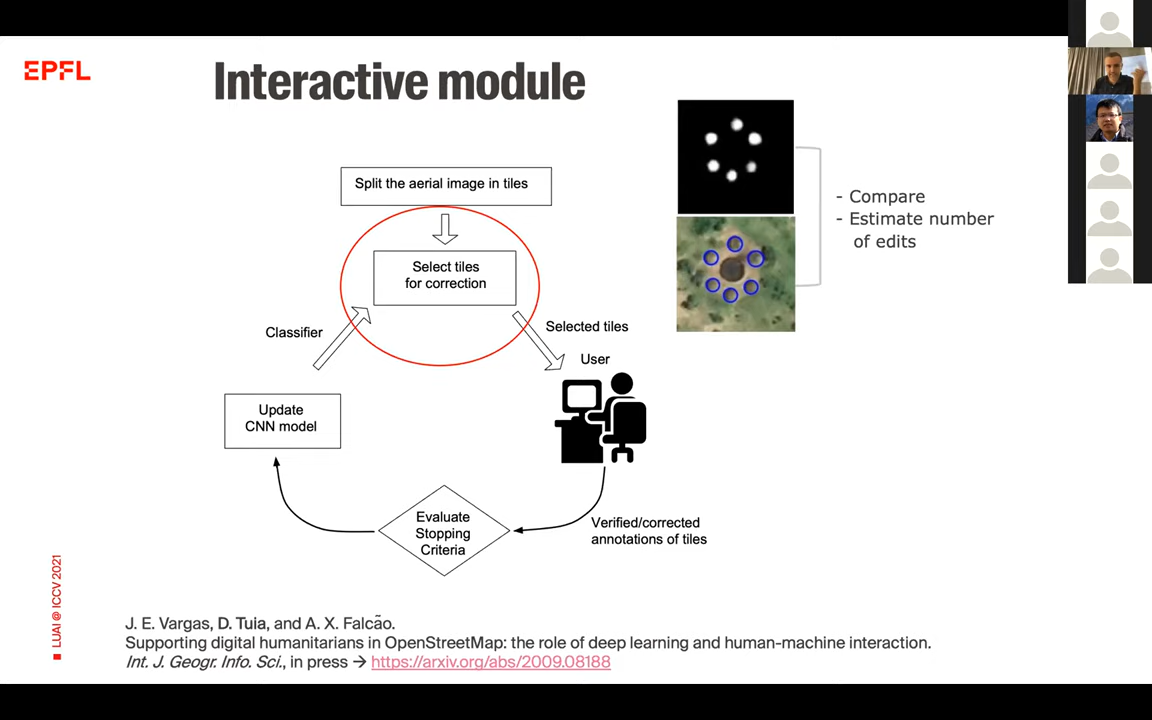 EPFL
Interactive module
Split the aerial image in tiles
Select tiles
for correction
Classifier
Selected tiles
User
Update
CNN model
Evaluate
Stopping
Criteria
Verified/corrected
annotations of tiles
- Compare
- Estimate number
of edits
LUAI @ ICCV 2021
J. E. Vargas, D. Tuia, and A. X. Falcão.
Supporting digital humanitarians in OpenStreetMap: the role of deep learning and human-machine interaction.
Int. J. Geogr. Info. Sci., in press → https://arxiv.org/abs/2009.08188